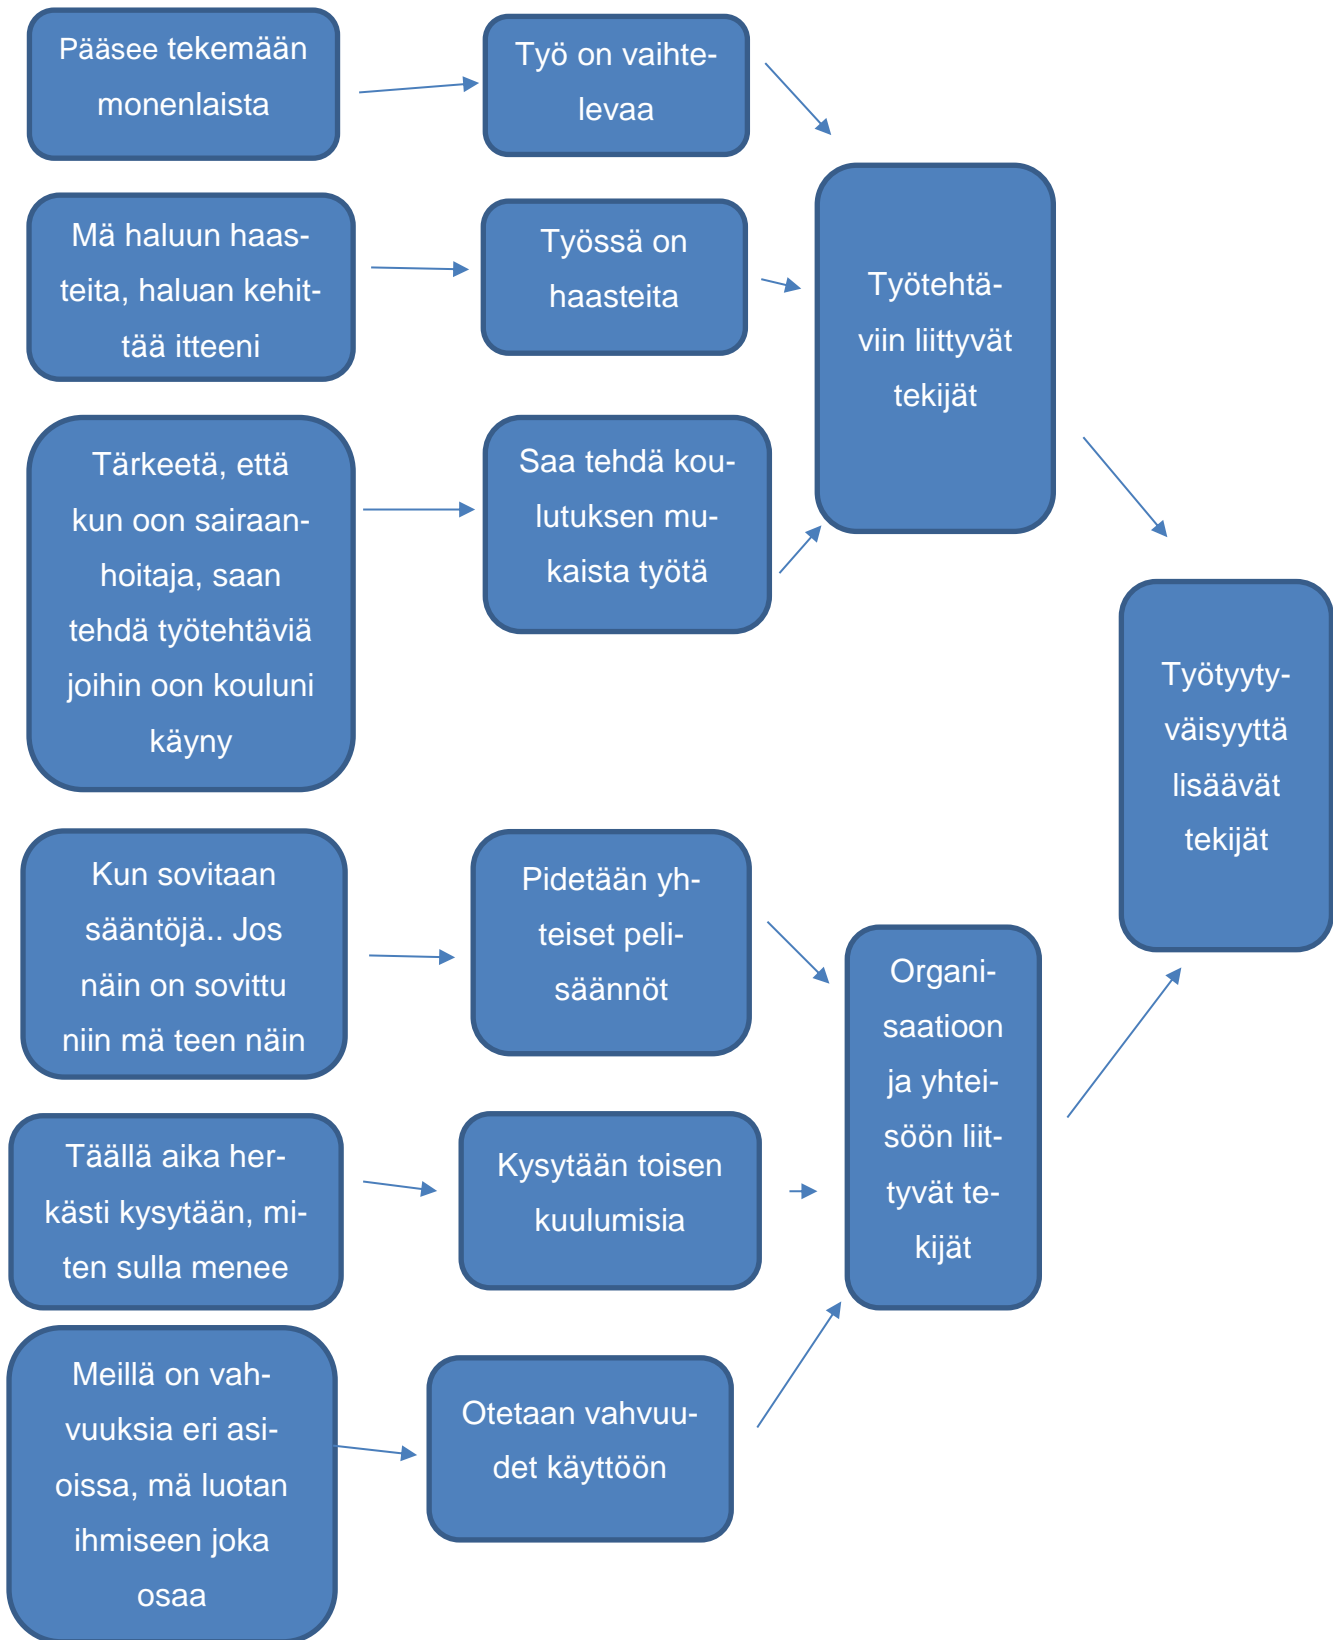 Pääsee tekemään
monenlaista
Työ on vaihte-
levaa
Mä haluun haas-
teita, haluan kehit-
tää itteeni
Työssä on
haasteita
Työtehtä-
viin liittyvät
tekijät
Tärkeetä, että
kun oon sairaan-
hoitaja, saan
tehdä työtehtäviä
joihin oon kouluni
käyny
Saa tehdä kou-
lutuksen mu-
kaista työtä
Työtyyty-
väisyyttä
lisäävät
tekijät
Kun sovitaan
sääntöjä.. Jos
näin on sovittu
niin mä teen näin
Pidetään yh-
teiset peli-
säännöt
Organi-
saatioon
ja yhtei-
söön liit-
tyvät te-
kijät
Täällä aika her-
kästi kysytään, mi-
ten sulla menee
Kysytään toisen
kuulumisia
Meillä on vah-
vuuksia eri asi-
oissa, mä luotan
ihmiseen joka
osaa
Otetaan vahvuu-
det käyttöön